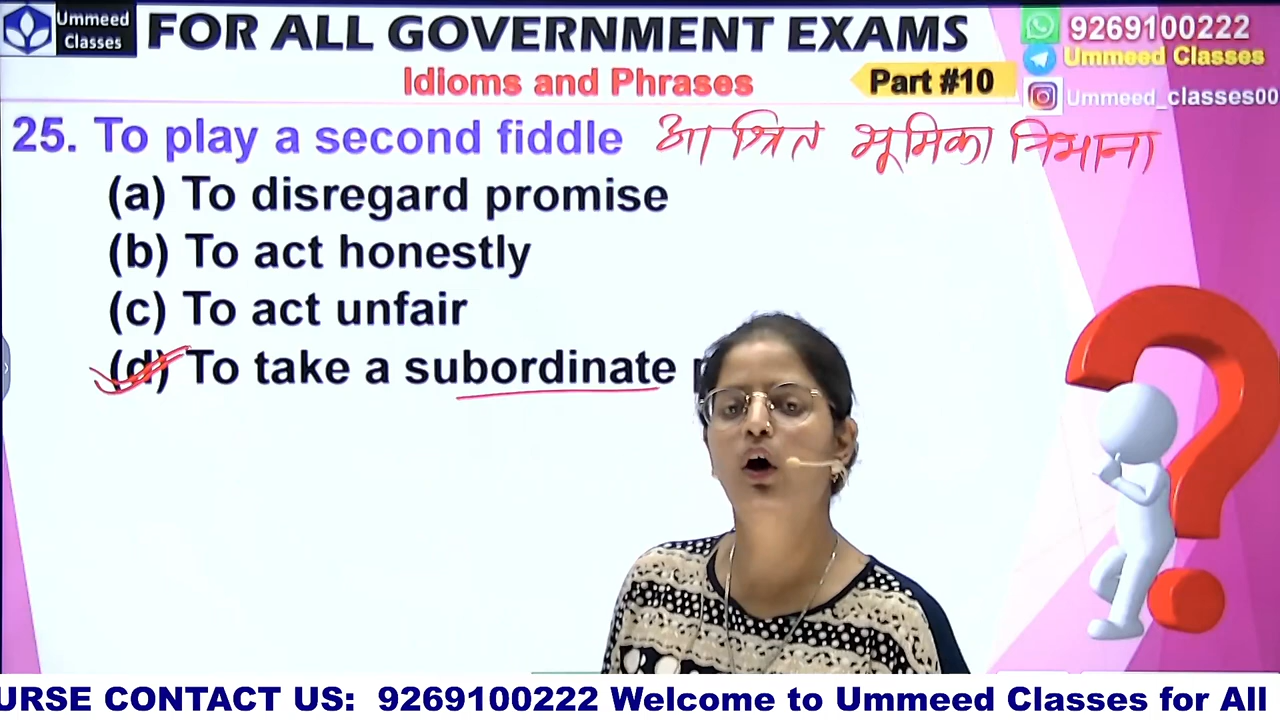 Ummeed
Classes
FOR ALL GOVERNMENT EXAMS
9269100222
Ummeed Classes
Idioms and Phrases
Part #10
Ummeed_classes00
25. To play a second fiddle आश्रित भूमिका निभाना
(a) To disregard promise
(b) To act honestly
(c) To act unfair
(d) To take a subordinate
URSE CONTACT US: 9269100222 Welcome to Ummeed Classes for All